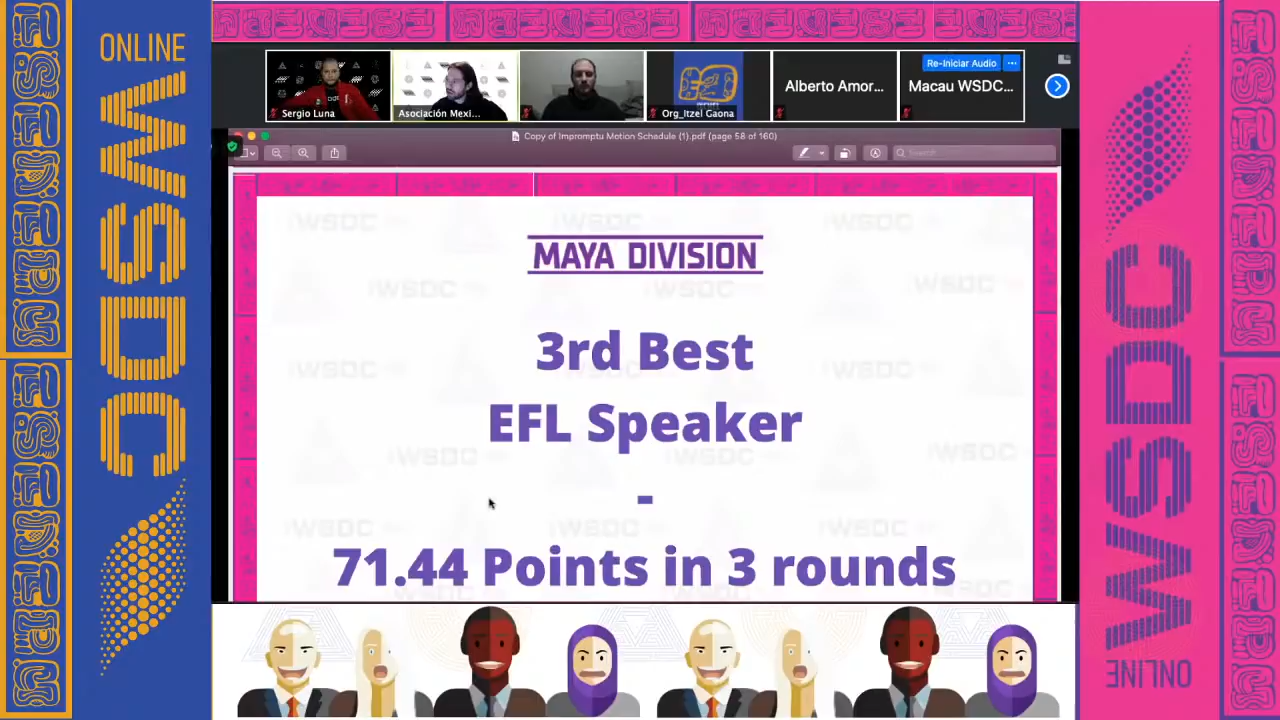 ONLINE
WSDC
Re-Iniciar Audio
Sergio Luna
Asociación Mexi...
Org_Itzel Gaona
Alberto Amor...
Macau WSDC...
Copy of Impromptu Motion Schedule (1).pdf (page 58 of 160)
Search
MAYA DIVISION
3rd Best
EFL Speaker
-
71.44 Points in 3 rounds
WSDC
ONLINE